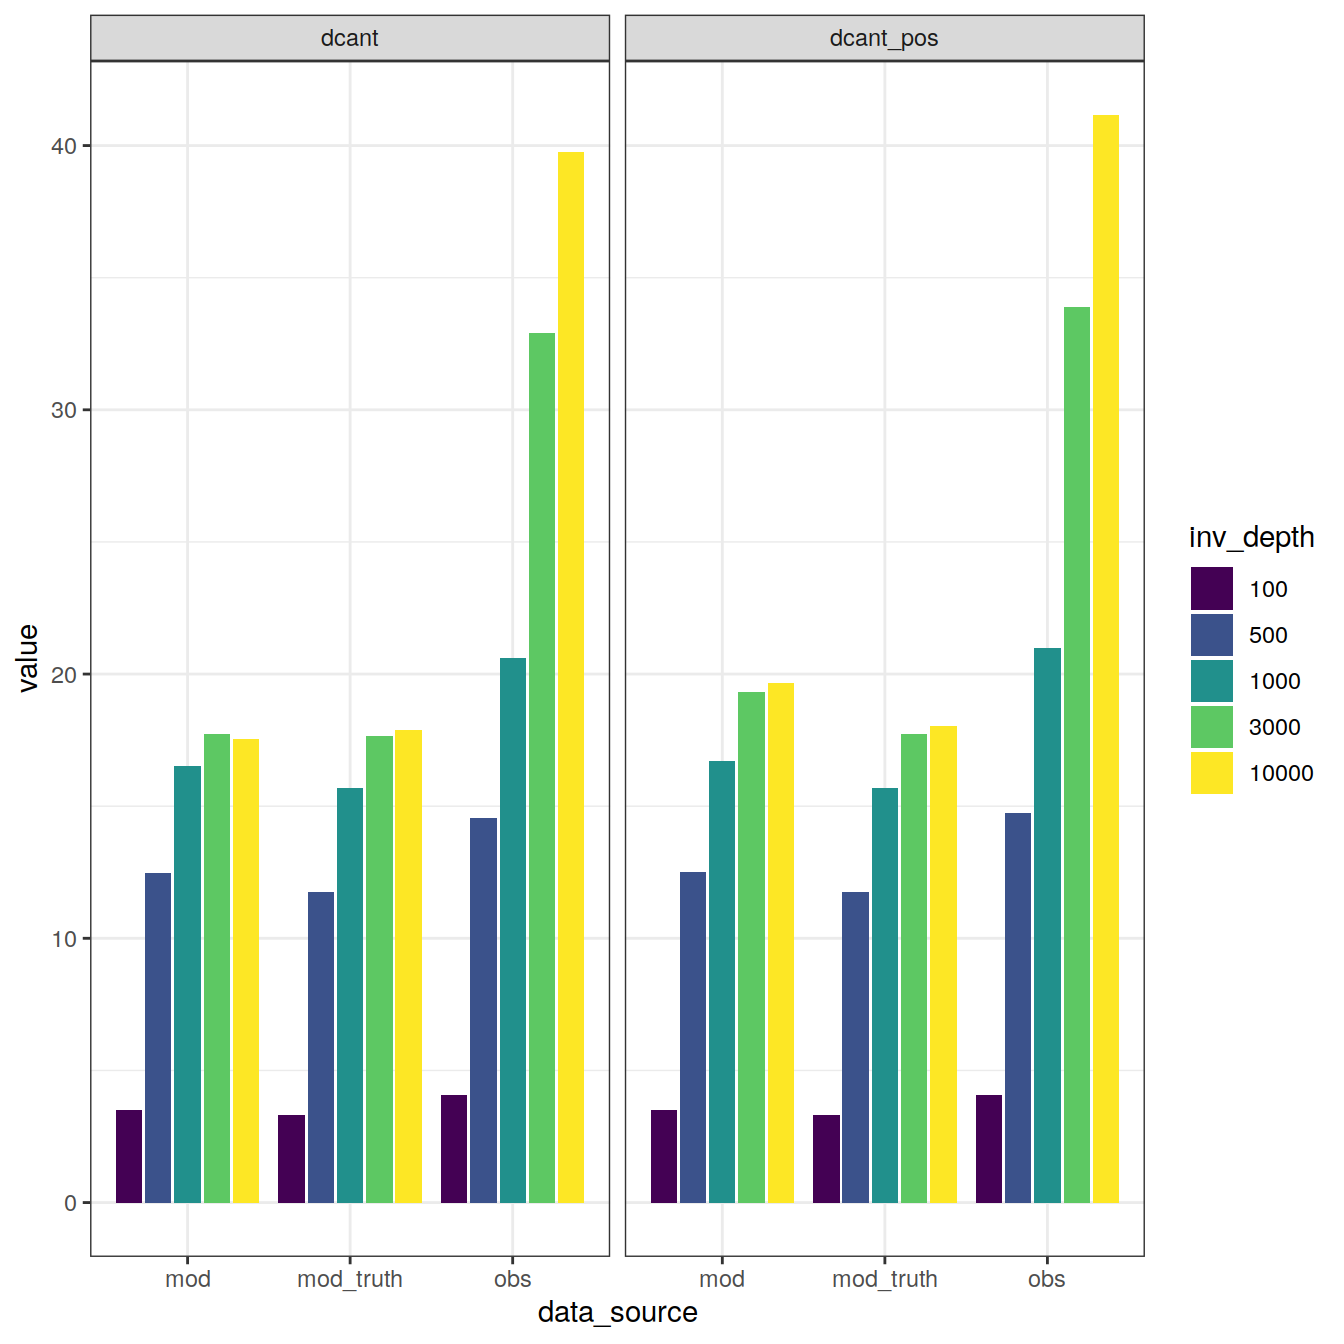 dcant
dcant_pos
value
40
30
20
10
0
mod
mod_truth
obs
mod
mod_truth
obs
data_source
inv_depth
100
500
1000
3000
10000